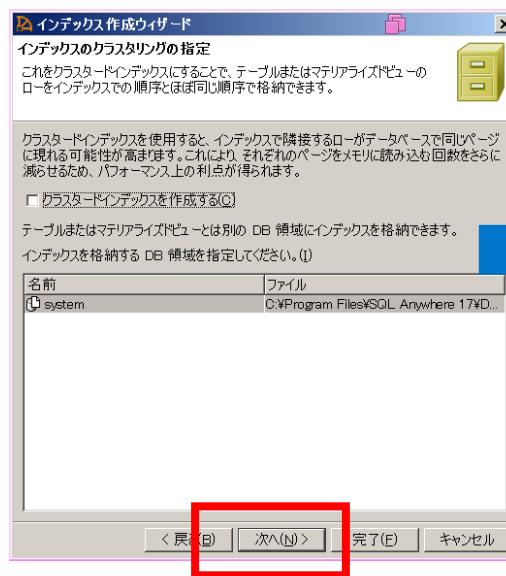 インデックス作成ウィザード
インデックスのクラスタリングの指定
これをクラスタードインデックスにすることで、テーブルまたはマテリアライズドビューの
ローをインデックスでの順序とほぼ同じ順序で格納できます。
クラスタードインデックスを使用すると、インデックスで隣接するローがデータベースで同じページ
に現れる可能性が高まります。これにより、それぞれのページをメモリに読み込む回数をさらに
減らせるため、パフォーマンス上の利点が得られます。
クラスタードインデックスを作成する(C)
テーブルまたはマテリアライズドビューとは別の DB 領域にインデックスを格納できます。
インデックスを格納する DB 領域を指定してください。(I)
名前 ファイル
system C:¥Program Files¥SQL Anywhere 17¥D...
< 戻る(B) 次へ(N) > 完了(F) キャンセル